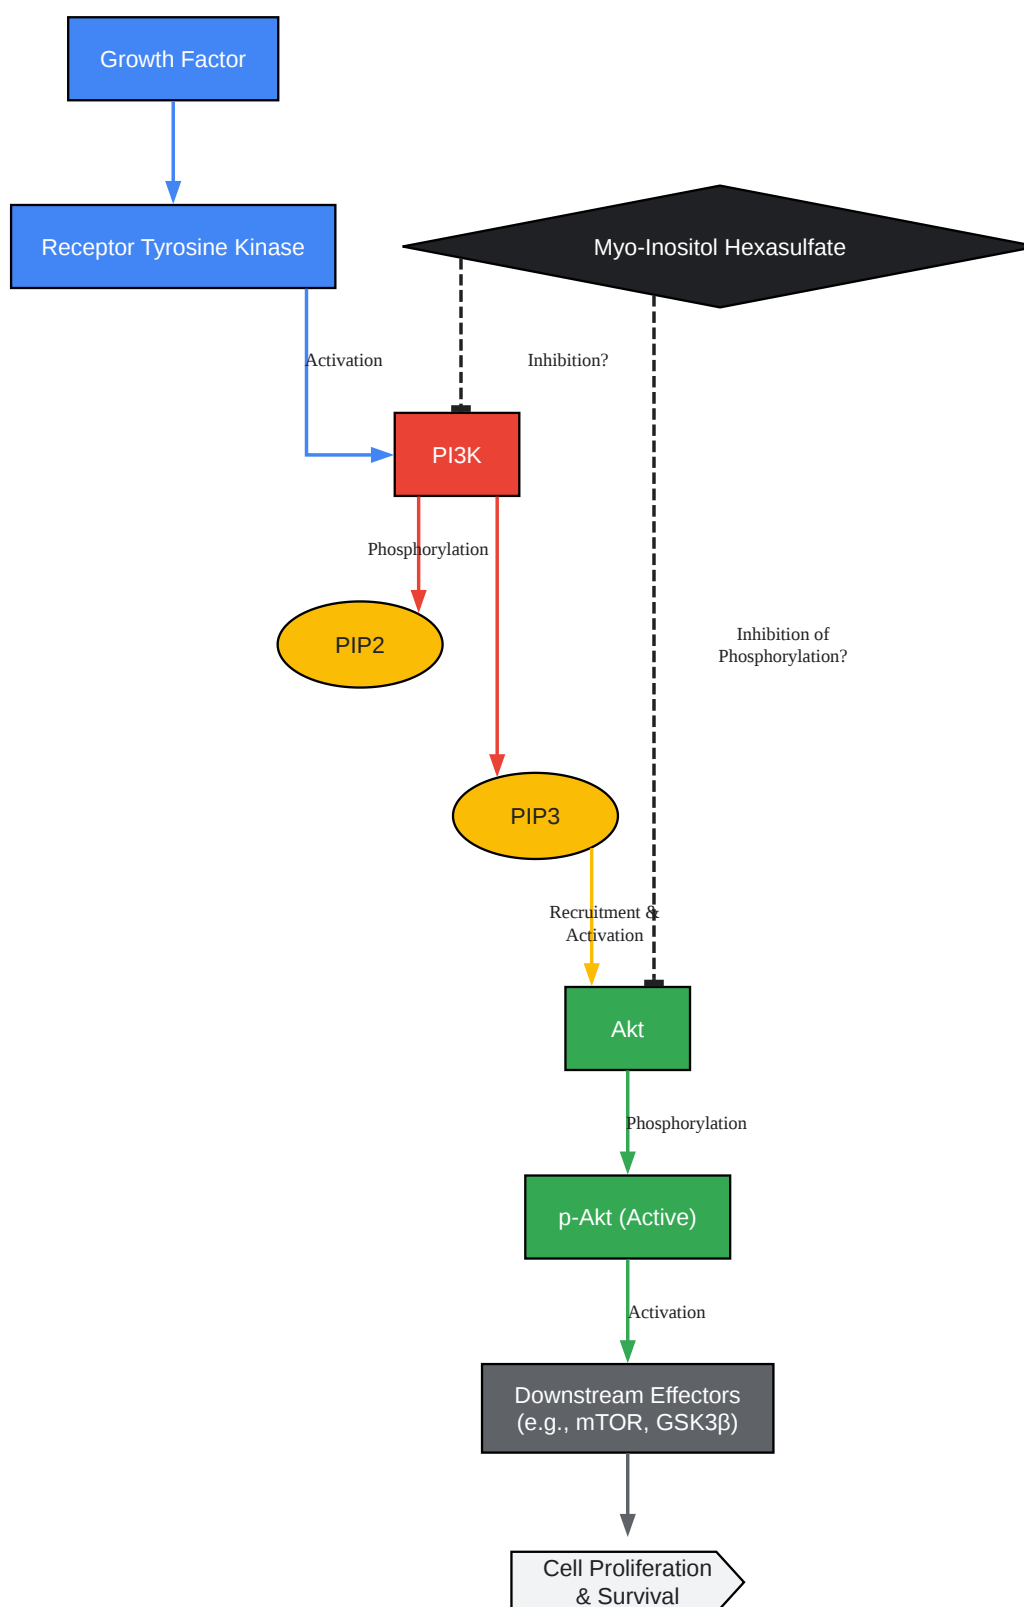 Growth Factor
Receptor Tyrosine Kinase
Myo-Inositol Hexasulfate
Activation
Inhibition?
PI3K
Phosphorylation
PIP2
Inhibition of
Phosphorylation?
PIP3
Recruitment &
Activation
Akt
Phosphorylation
p-Akt (Active)
Activation
Downstream Effectors
(e.g., mTOR, GSK3β)
Cell Proliferation
& Survival